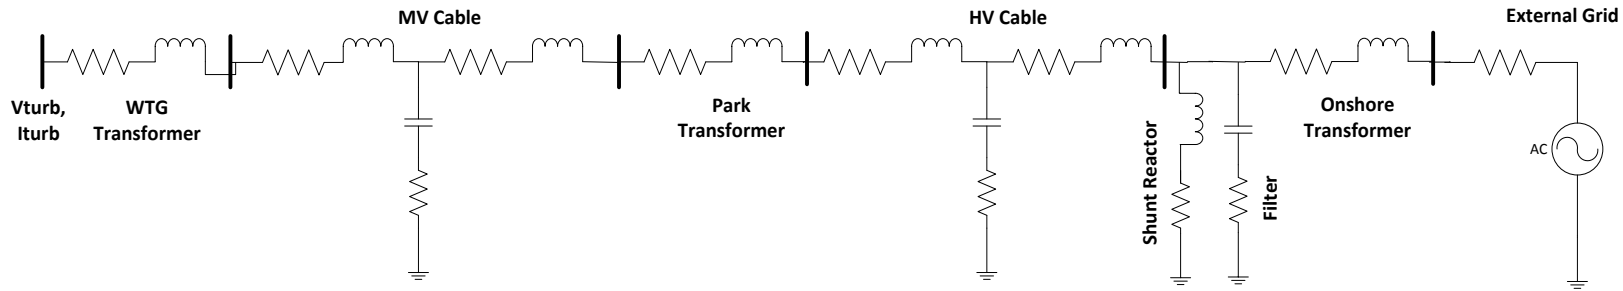 MV Cable
HV Cable
External Grid
Vturb,
Iturb
WTG
Transformer
Park
Transformer
Shunt Reactor
Filter
Onshore
Transformer
AC